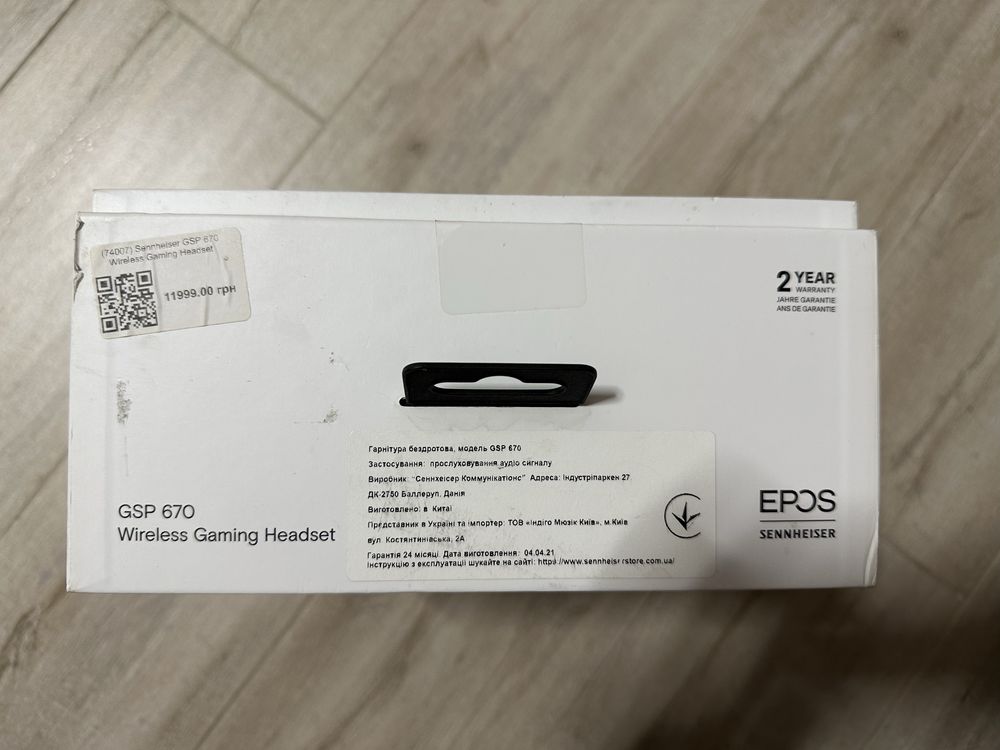 (74007) Sennheiser GSP 670
Wireless Gaming Headset
11999.00 грн
2 YEAR
WARRANTY
JAHRE GARANTIE
ANS DE GARANTIE
Гарнітура бездротова, модель GSP 670
Застосування: прослуховування аудіо сигналу
Виробник: "Сеннхейсер Коммунікатіонс" Адреса: Індустріпаркен 27
ДК-2750 Баллеруп, Данія
Виготовлено: в Китаї
Представник в Україні та імпортер: ТОВ «Індіго Мюзік Київ», м.Київ
вул Костянтинівська, 2А
Гарантія 24 місяці. Дата виготовлення: 04.04.21
Інструкцію з експлуатації шукайте на сайті: https://www.sennheiserstore.com.ua/
GSP 670
Wireless Gaming Headset
EPOS
SENNHEISER